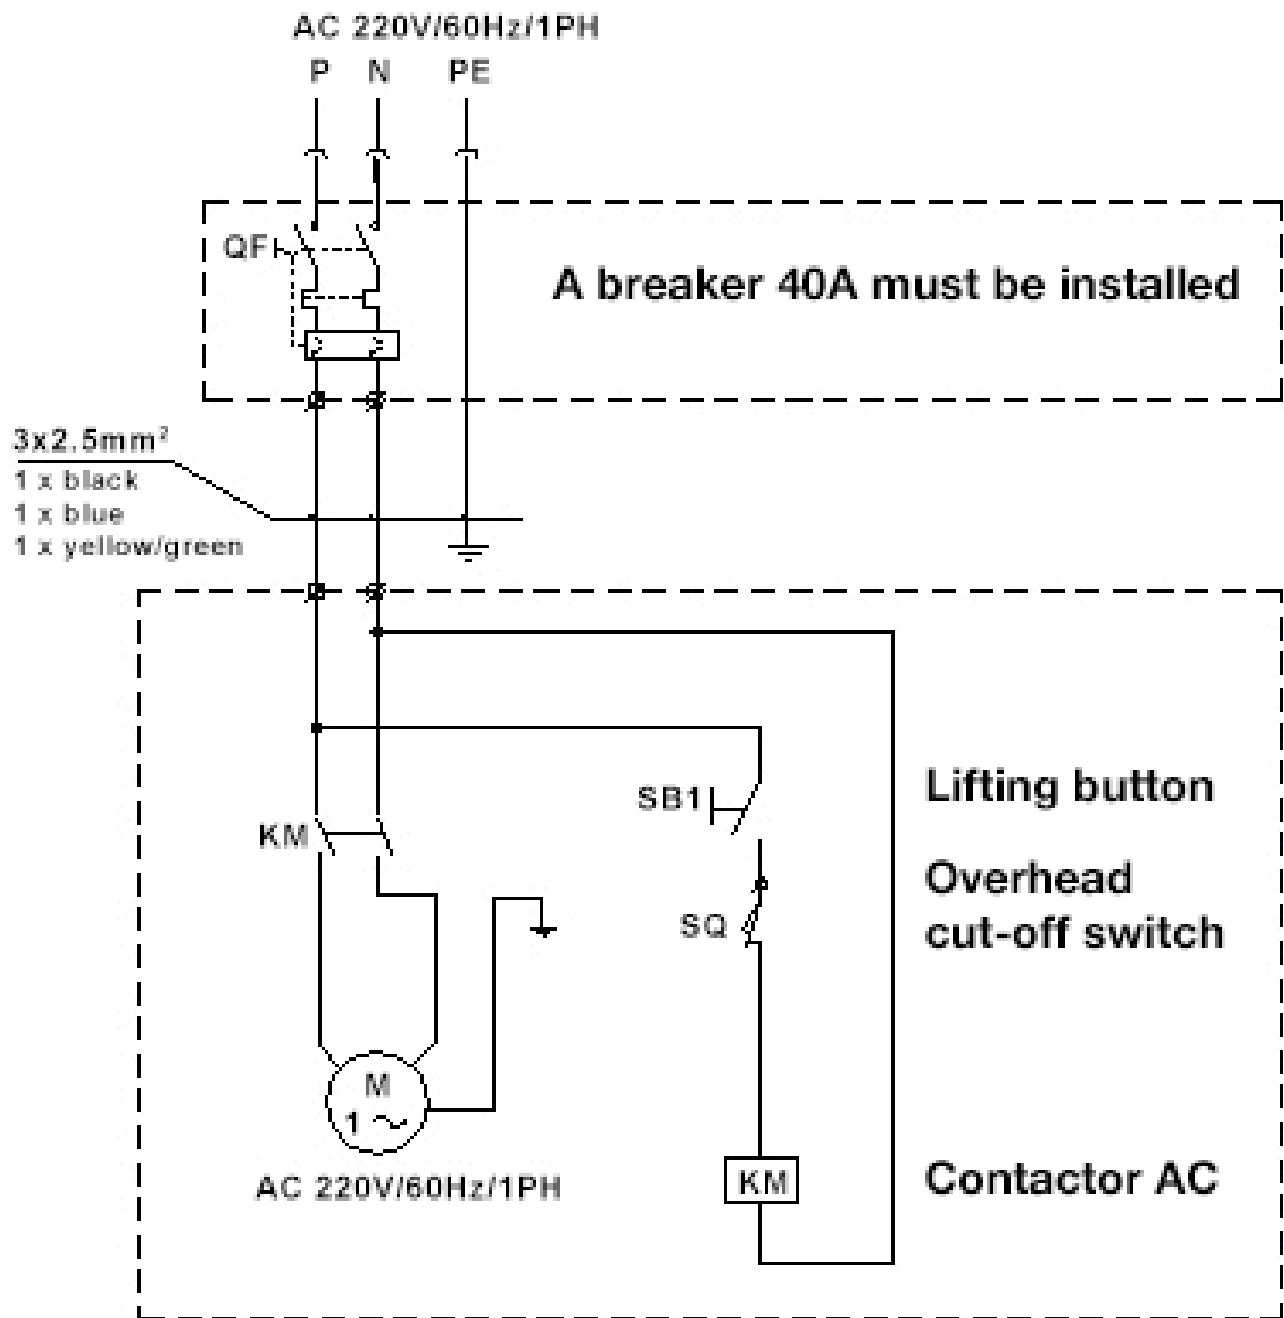 AC 220V/60Hz/1PH
P N PE
QF
A breaker 40A must be installed
3x2.5mm²
1 x black
1 x blue
1 x yellow/green
SB1
Lifting button
KM
Overhead
cut-off switch
SQ
M
1 ~
AC 220V/60Hz/1PH
KM
Contactor AC